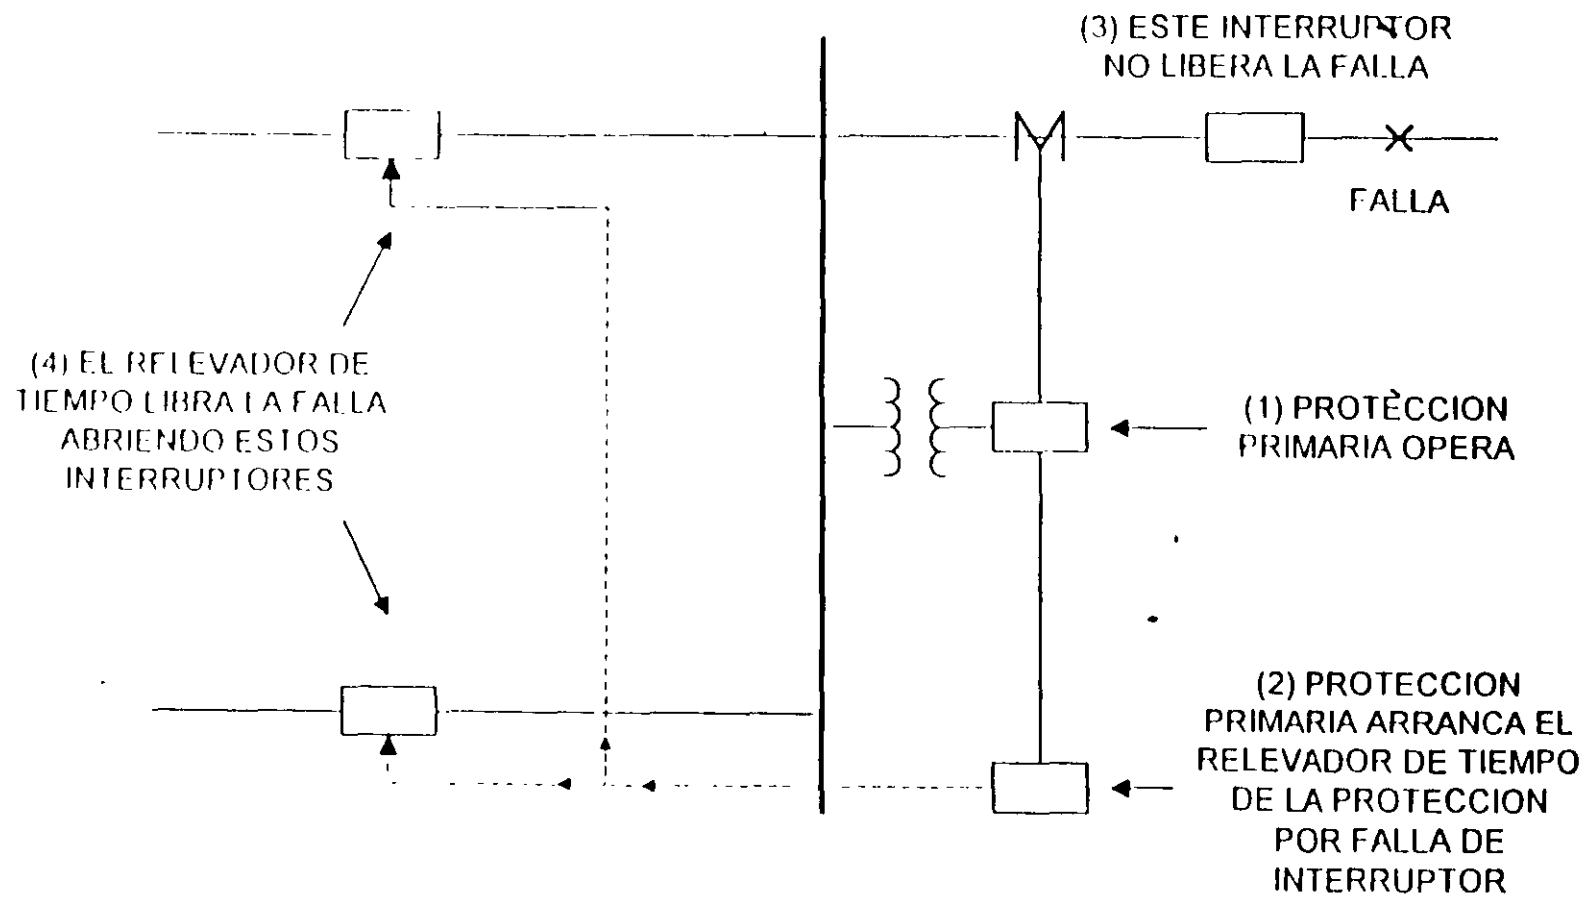 (3) ESTE INTERRUPTOR
NO LIBERA LA FALLA
FALLA
(4) EL RELEVADOR DE
TIEMPO LIBRA LA FALLA
ABRIENDO ESTOS
INTERRUPTORES
(1) PROTECCION
PRIMARIA OPERA
(2) PROTECCION
PRIMARIA ARRANCA EL
RELEVADOR DE TIEMPO
DE LA PROTECCION
POR FALLA DE
INTERRUPTOR